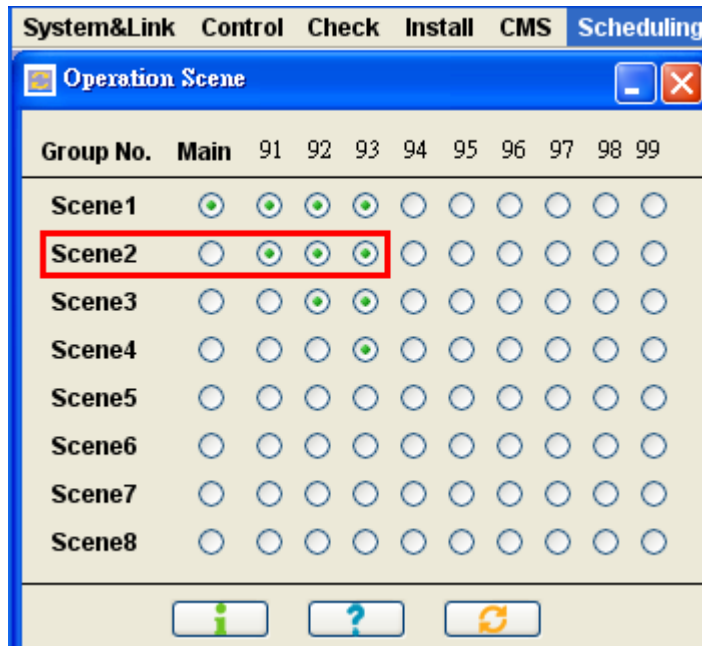 System&Link Control Check Install CMS Scheduling
Operation Scene
Group No. Main 91 92 93 94 95 96 97 98 99
Scene1
Scene2
Scene3
Scene4
Scene5
Scene6
Scene7
Scene8
i ?